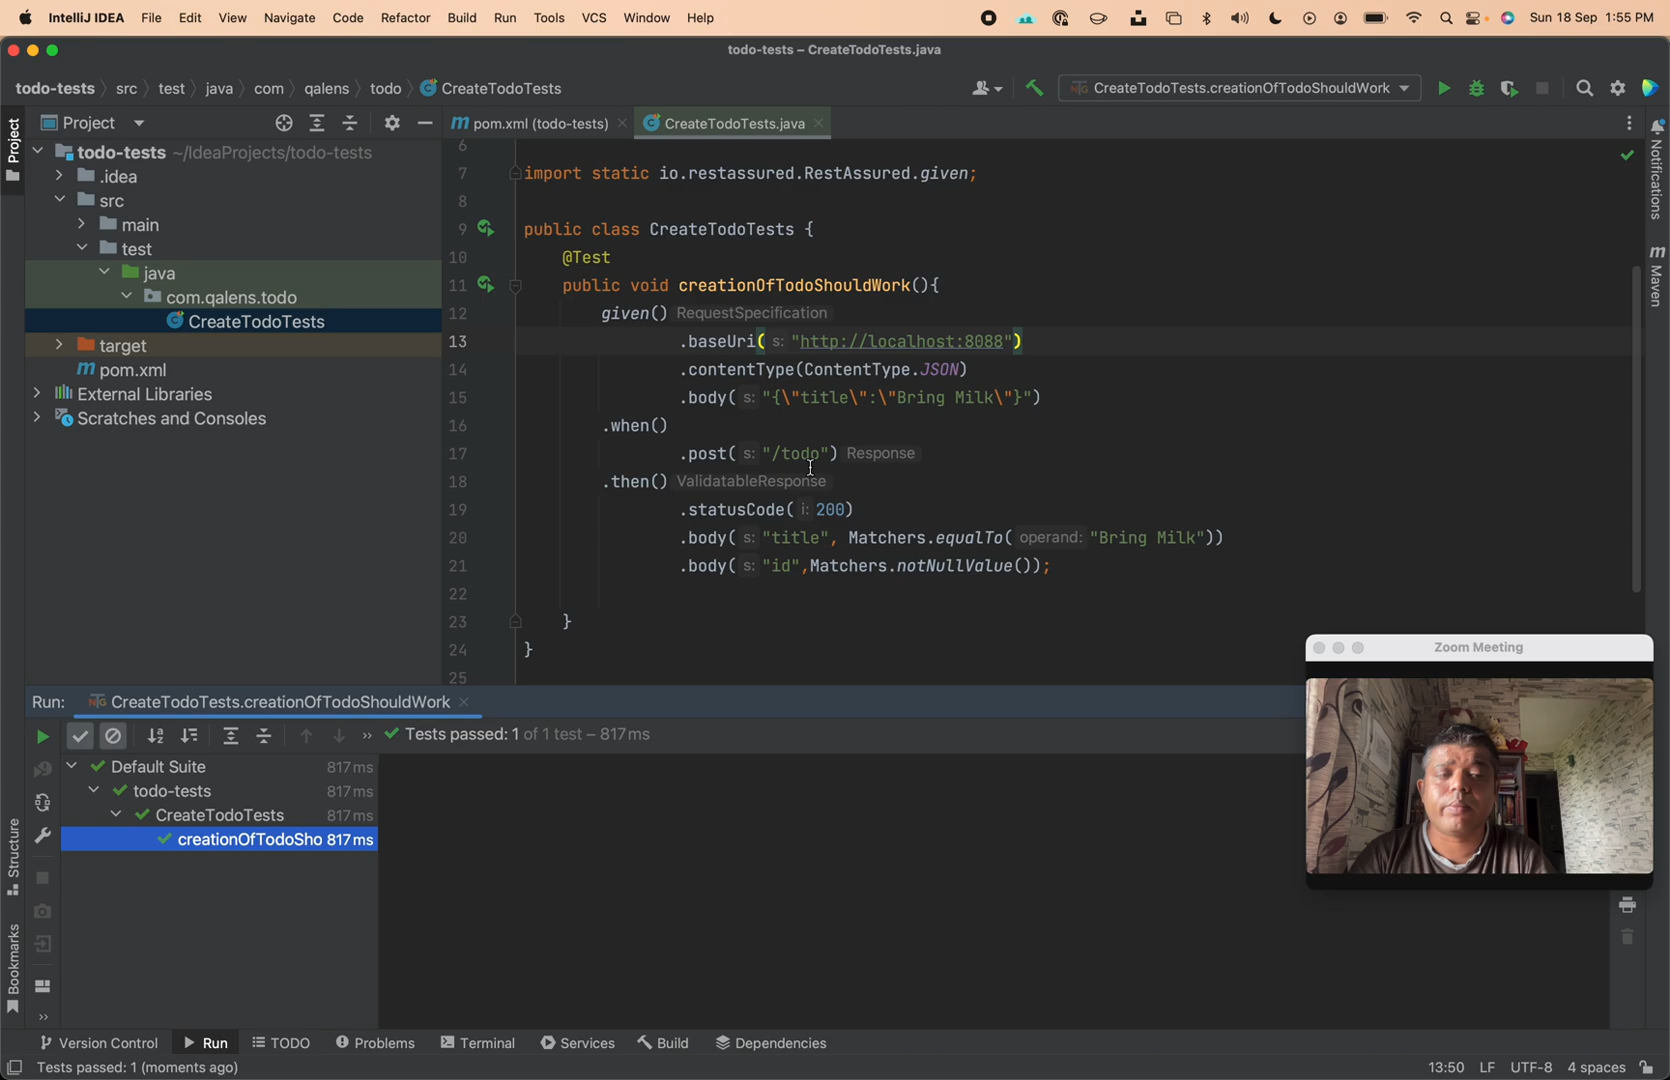 IntelliJ IDEA File Edit View Navigate Code Refactor Build Run Tools VCS Window Help Sun 18 Sep 1:55 PM
todo-tests – CreateTodoTests.java
todo-tests src test java com qalens todo CreateTodoTests CreateTodoTests.creationOfTodoShouldWork
Project pom.xml (todo-tests) CreateTodoTests.java
Project
Notifications
Maven
todo-tests ~/IdeaProjects/todo-tests
.idea
src
main
test
java
com.qalens.todo
CreateTodoTests
target
pom.xml
External Libraries
Scratches and Consoles
6
7 import static io.restassured.RestAssured.given;
8
9 public class CreateTodoTests {
10 @Test
11 public void creationOfTodoShouldWork(){
12 given() RequestSpecification
13 .baseUri( s: "http://localhost:8088")
14 .contentType(ContentType.JSON)
15 .body( s: "{\"title\":\"Bring Milk\"}")
16 .when()
17 .post( s: "/todo") Response
18 .then() ValidatableResponse
19 .statusCode( i: 200)
20 .body( s: "title", Matchers.equalTo( operand: "Bring Milk"))
21 .body( s: "id",Matchers.notNullValue());
22
23 }
24 }
25
Zoom Meeting
Run: CreateTodoTests.creationOfTodoShouldWork
Tests passed: 1 of 1 test – 817 ms
Default Suite 817 ms
todo-tests 817 ms
CreateTodoTests 817 ms
creationOfTodoSho 817 ms
Structure
Bookmarks
Version Control Run TODO Problems Terminal Services Build Dependencies
Tests passed: 1 (moments ago) 13:50 LF UTF-8 4 spaces